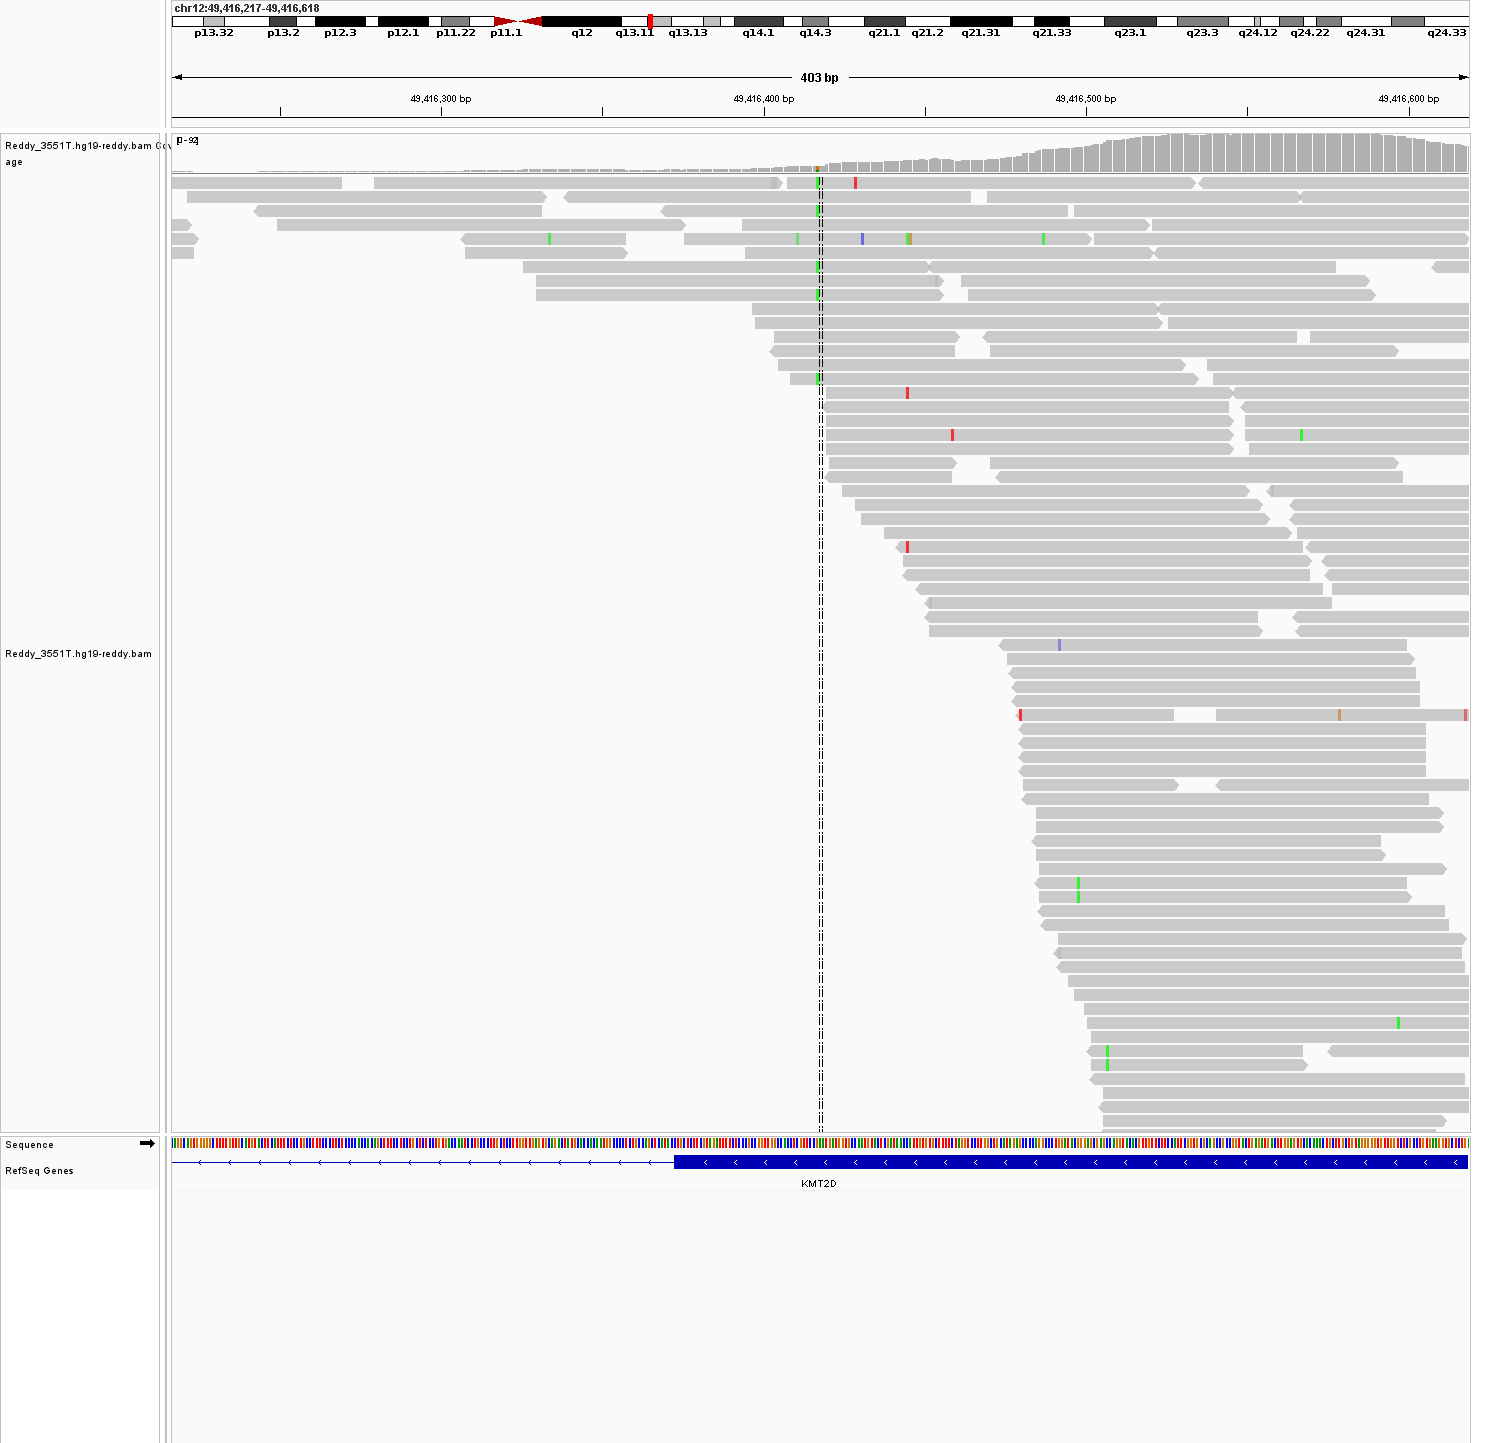 chr12:49,416,217-49,416,618
p13.32 p13.2 p12.3 p12.1 p11.22 p11.1 q12 q13.11 q13.13 q14.1 q14.3 q21.1 q21.2 q21.31 q21.33 q23.1 q23.3 q24.12 q24.22 q24.31 q24.33
403 bp
49,416,300 bp 49,416,400 bp 49,416,500 bp 49,416,600 bp
[0-92]
Reddy_3551T.hg19-reddy.bam Cov
age
Reddy_3551T.hg19-reddy.bam
Sequence
RefSeq Genes
KMT2D